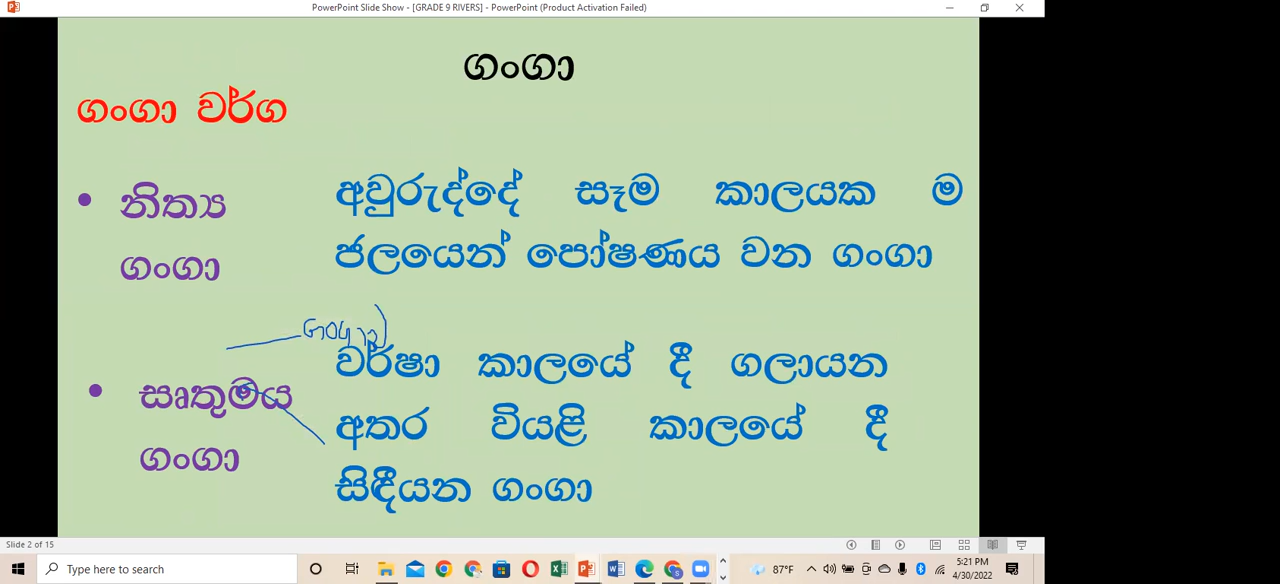 PowerPoint Slide Show - [GRADE 9 RIVERS] - PowerPoint (Product Activation Failed)
ගංගා
ගංගා වර්ග
• නිත්‍ය
ගංගා
අවුරුද්දේ සෑම කාලයක ම
ජලයෙන් පෝෂණය වන ගංගා
ගංගා
• සෘතුමය
ගංගා
වර්ෂා කාලයේ දී ගලායන
අතර වියළි කාලයේ දී
සිඳීයන ගංගා
Slide 2 of 15
Type here to search
87°F
5:21 PM
4/30/2022